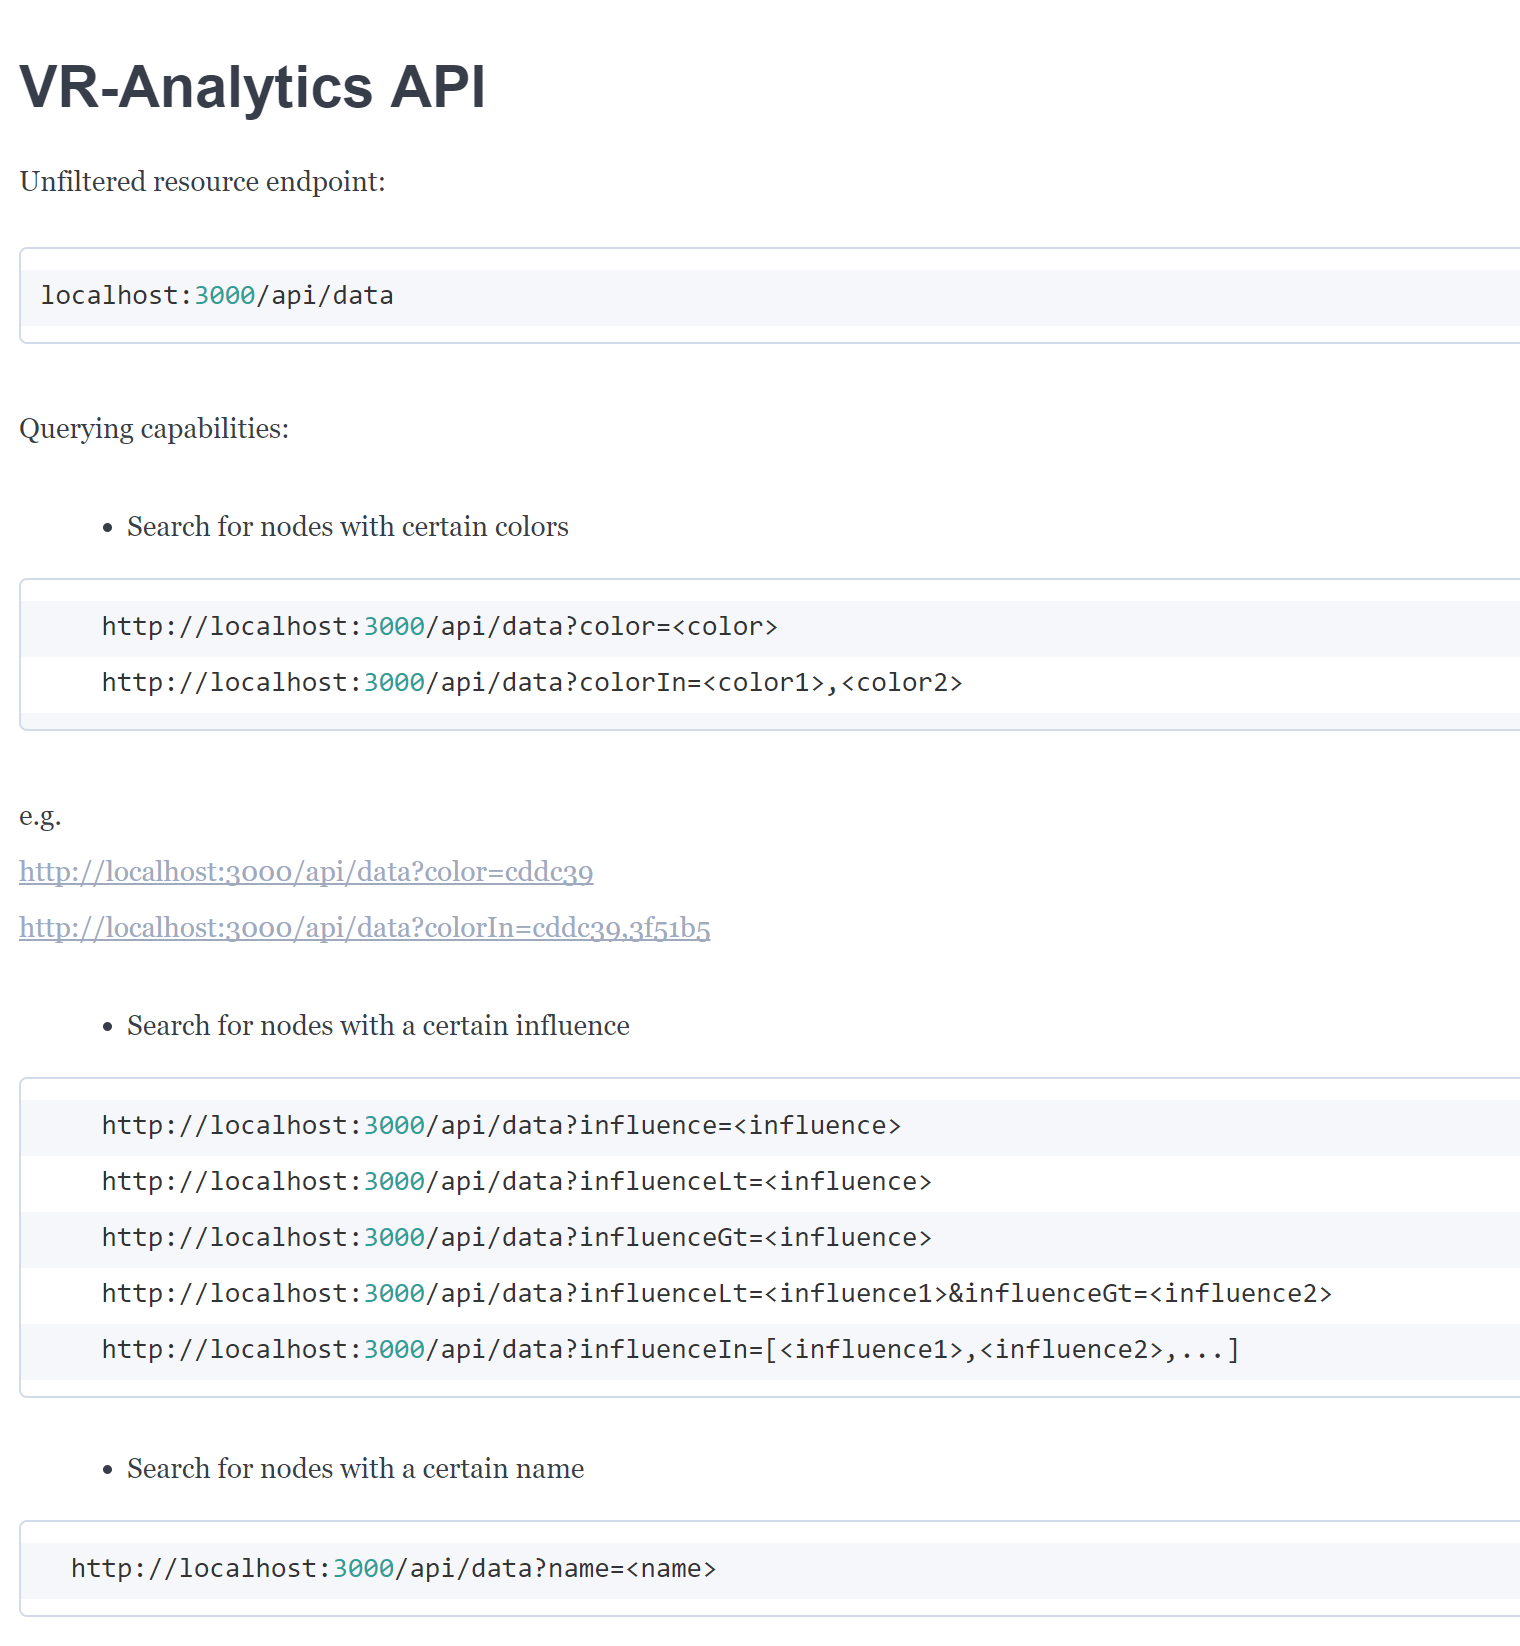 VR-Analytics API
Unfiltered resource endpoint:
localhost:3000/api/data
Querying capabilities:
• Search for nodes with certain colors
http://localhost:3000/api/data?color=<color>
http://localhost:3000/api/data?colorIn=<color1>,<color2>
e.g.
http://localhost:3000/api/data?color=cddc39
http://localhost:3000/api/data?colorIn=cddc39,3f51b5
• Search for nodes with a certain influence
http://localhost:3000/api/data?influence=<influence>
http://localhost:3000/api/data?influenceLt=<influence>
http://localhost:3000/api/data?influenceGt=<influence>
http://localhost:3000/api/data?influenceLt=<influence1>&influenceGt=<influence2>
http://localhost:3000/api/data?influenceIn=[<influence1>,<influence2>,...]
• Search for nodes with a certain name
http://localhost:3000/api/data?name=<name>